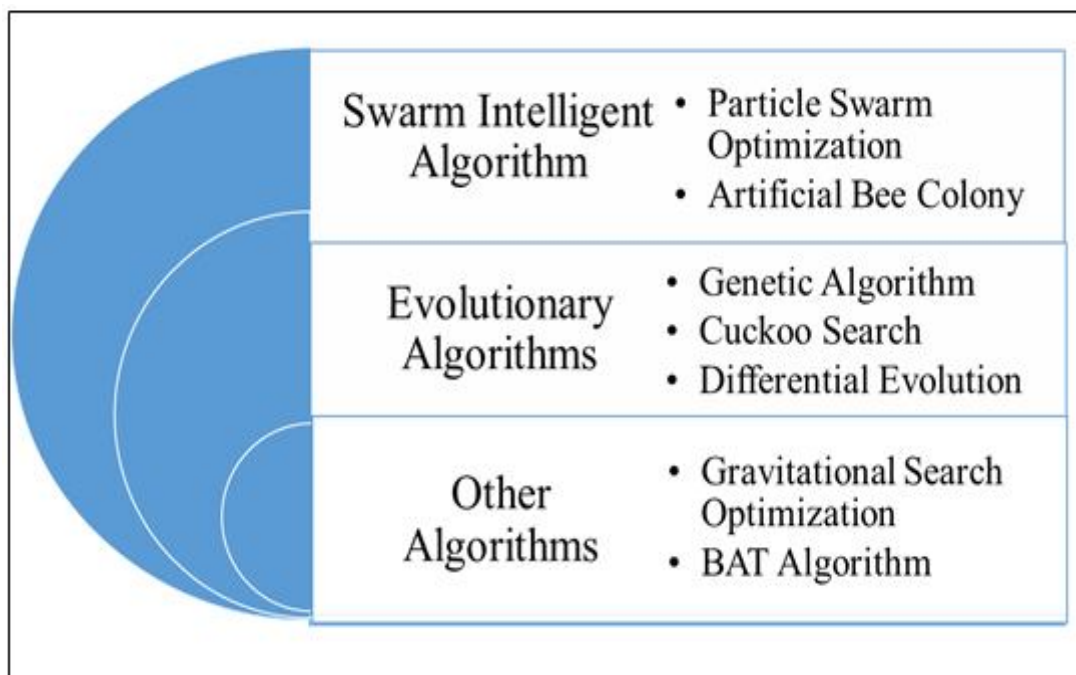 Swarm Intelligent
Algorithm
• Particle Swarm
Optimization
• Artificial Bee Colony
Evolutionary
Algorithms
• Genetic Algorithm
• Cuckoo Search
• Differential Evolution
Other
Algorithms
• Gravitational Search
Optimization
• BAT Algorithm